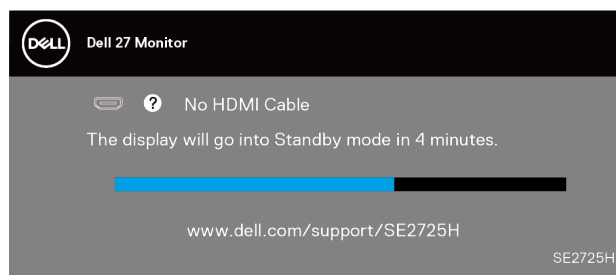 DELL
Dell 27 Monitor
? No HDMI Cable
The display will go into Standby mode in 4 minutes.
www.dell.com/support/SE2725H
SE2725H